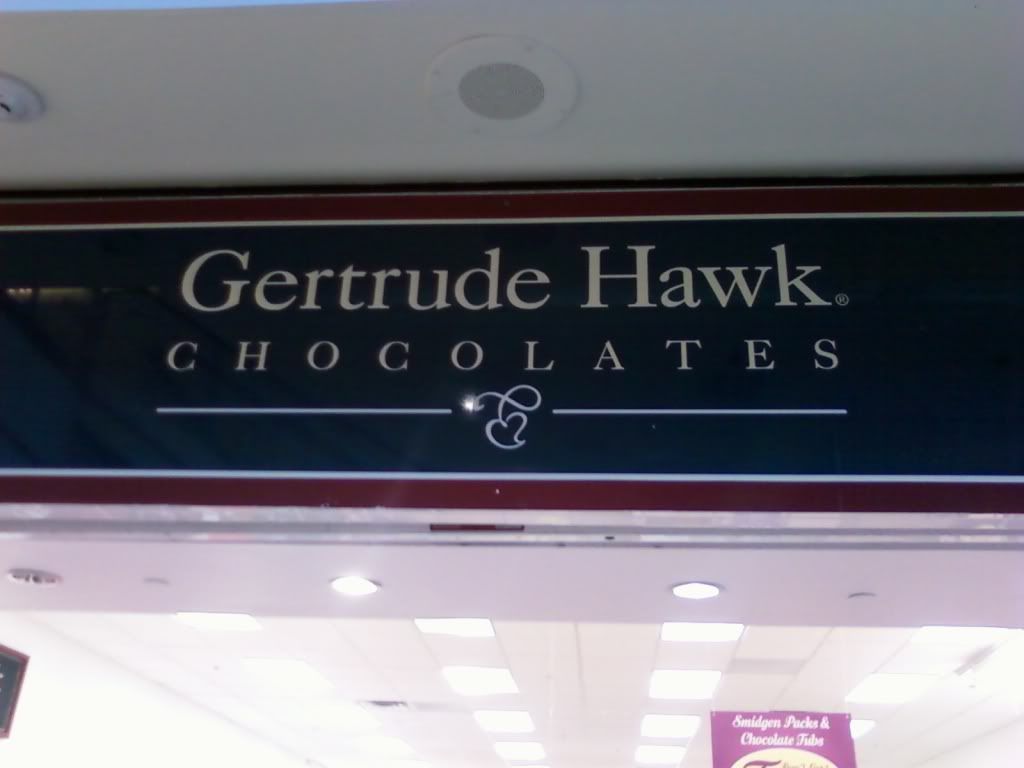 Gertrude Hawk®
CHOCOLATES
Smidgen Packs &
Chocolate Tubs